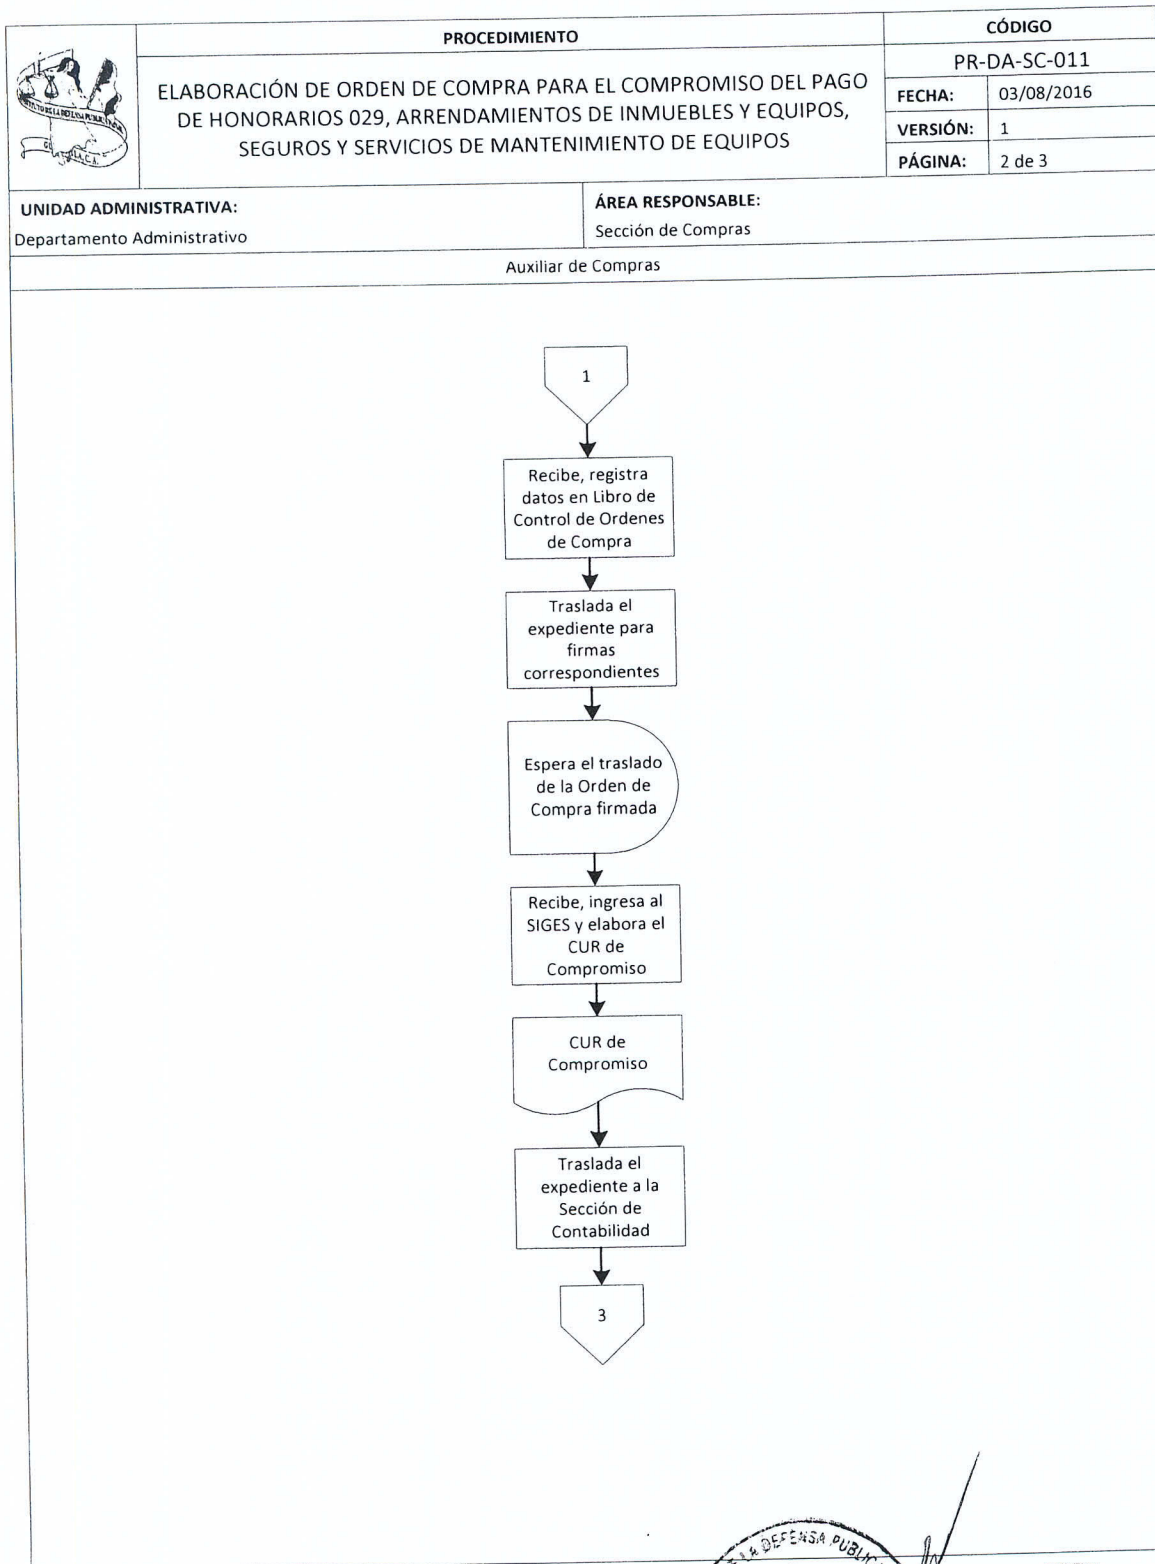 PROCEDIMIENTO
CÓDIGO
ELABORACIÓN DE ORDEN DE COMPRA PARA EL COMPROMISO DEL PAGO
DE HONORARIOS 029, ARRENDAMIENTOS DE INMUEBLES Y EQUIPOS,
SEGUROS Y SERVICIOS DE MANTENIMIENTO DE EQUIPOS
PR-DA-SC-011
FECHA: 03/08/2016
VERSIÓN: 1
PÁGINA: 2 de 3
UNIDAD ADMINISTRATIVA:
Departamento Administrativo
ÁREA RESPONSABLE:
Sección de Compras
Auxiliar de Compras
1
Recibe, registra
datos en Libro de
Control de Ordenes
de Compra
Traslada el
expediente para
firmas
correspondientes
Espera el traslado
de la Orden de
Compra firmada
Recibe, ingresa al
SIGES y elabora el
CUR de
Compromiso
CUR de
Compromiso
Traslada el
expediente a la
Sección de
Contabilidad
3
LA DEFENSA